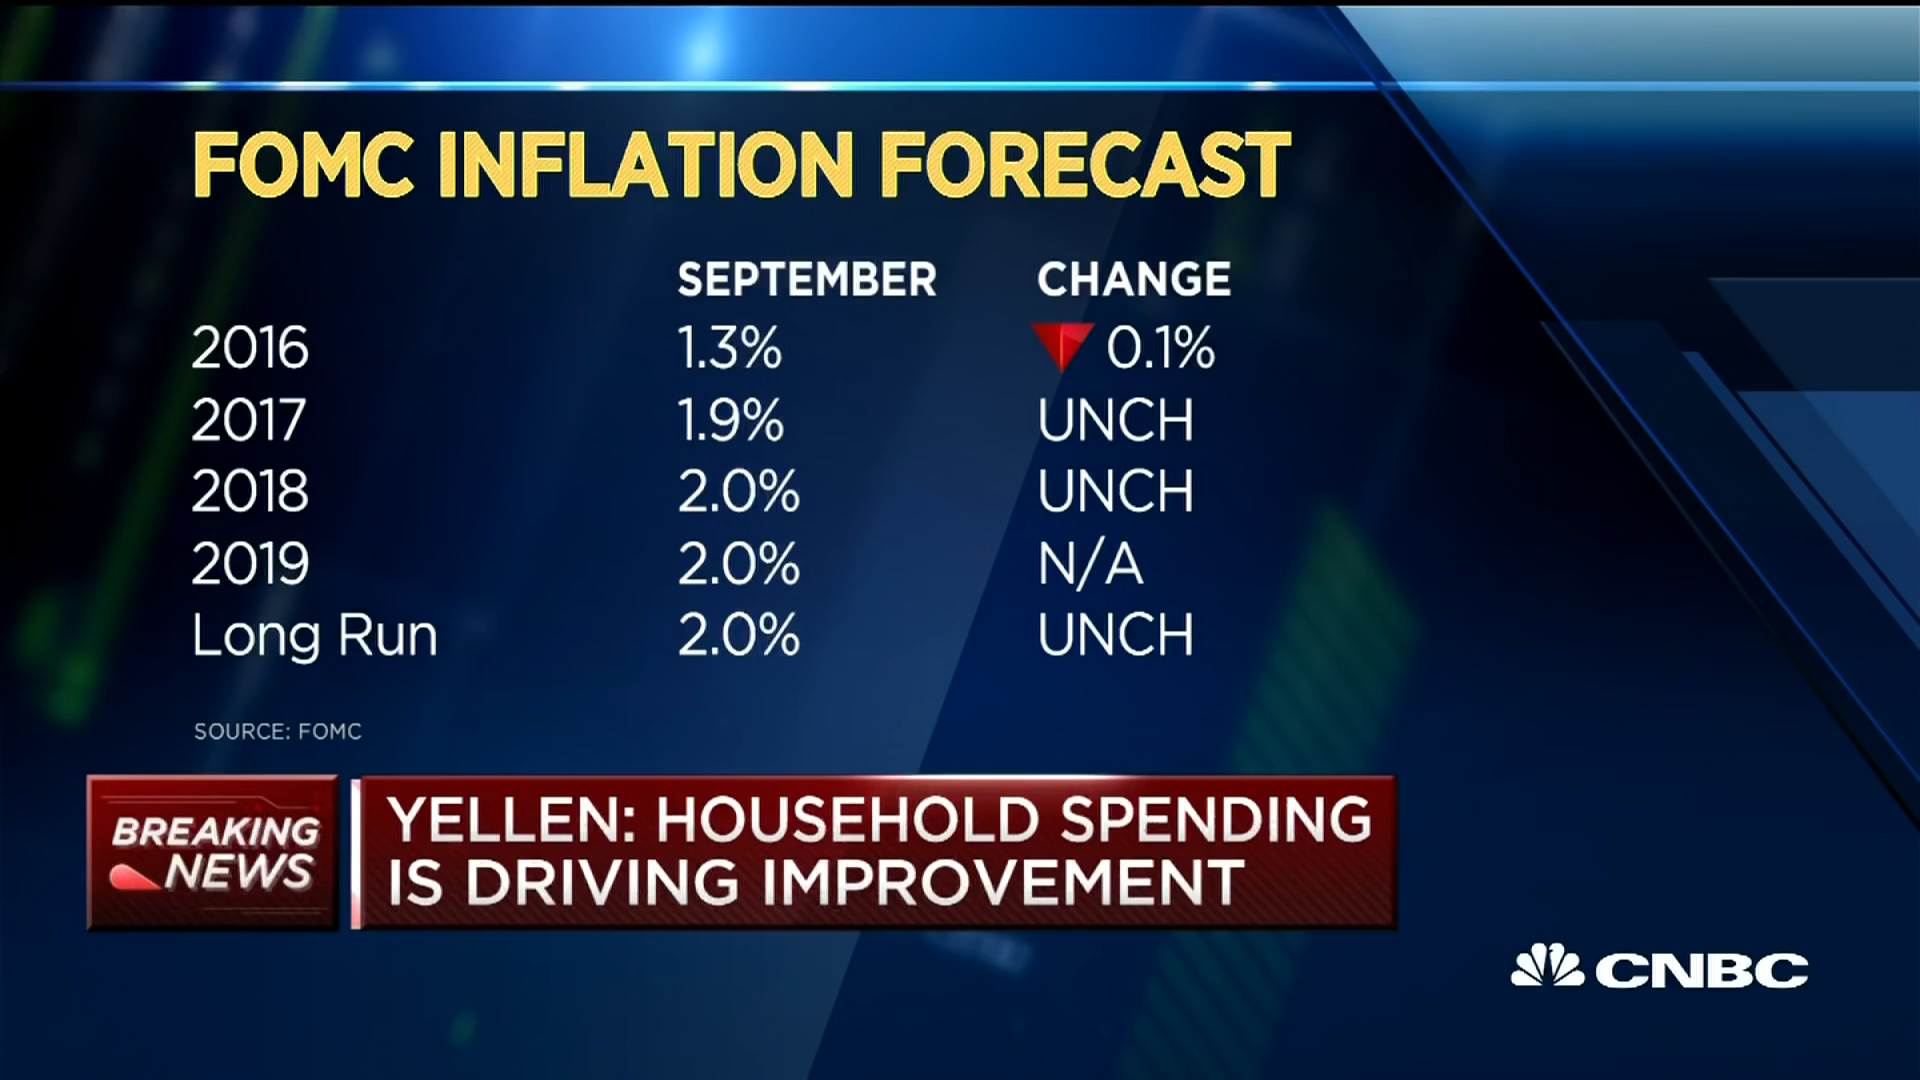 FOMC INFLATION FORECAST
SEPTEMBER CHANGE
2016 1.3% 0.1%
2017 1.9% UNCH
2018 2.0% UNCH
2019 2.0% N/A
Long Run 2.0% UNCH
SOURCE: FOMC
BREAKING
NEWS
YELLEN: HOUSEHOLD SPENDING
IS DRIVING IMPROVEMENT
CNBC